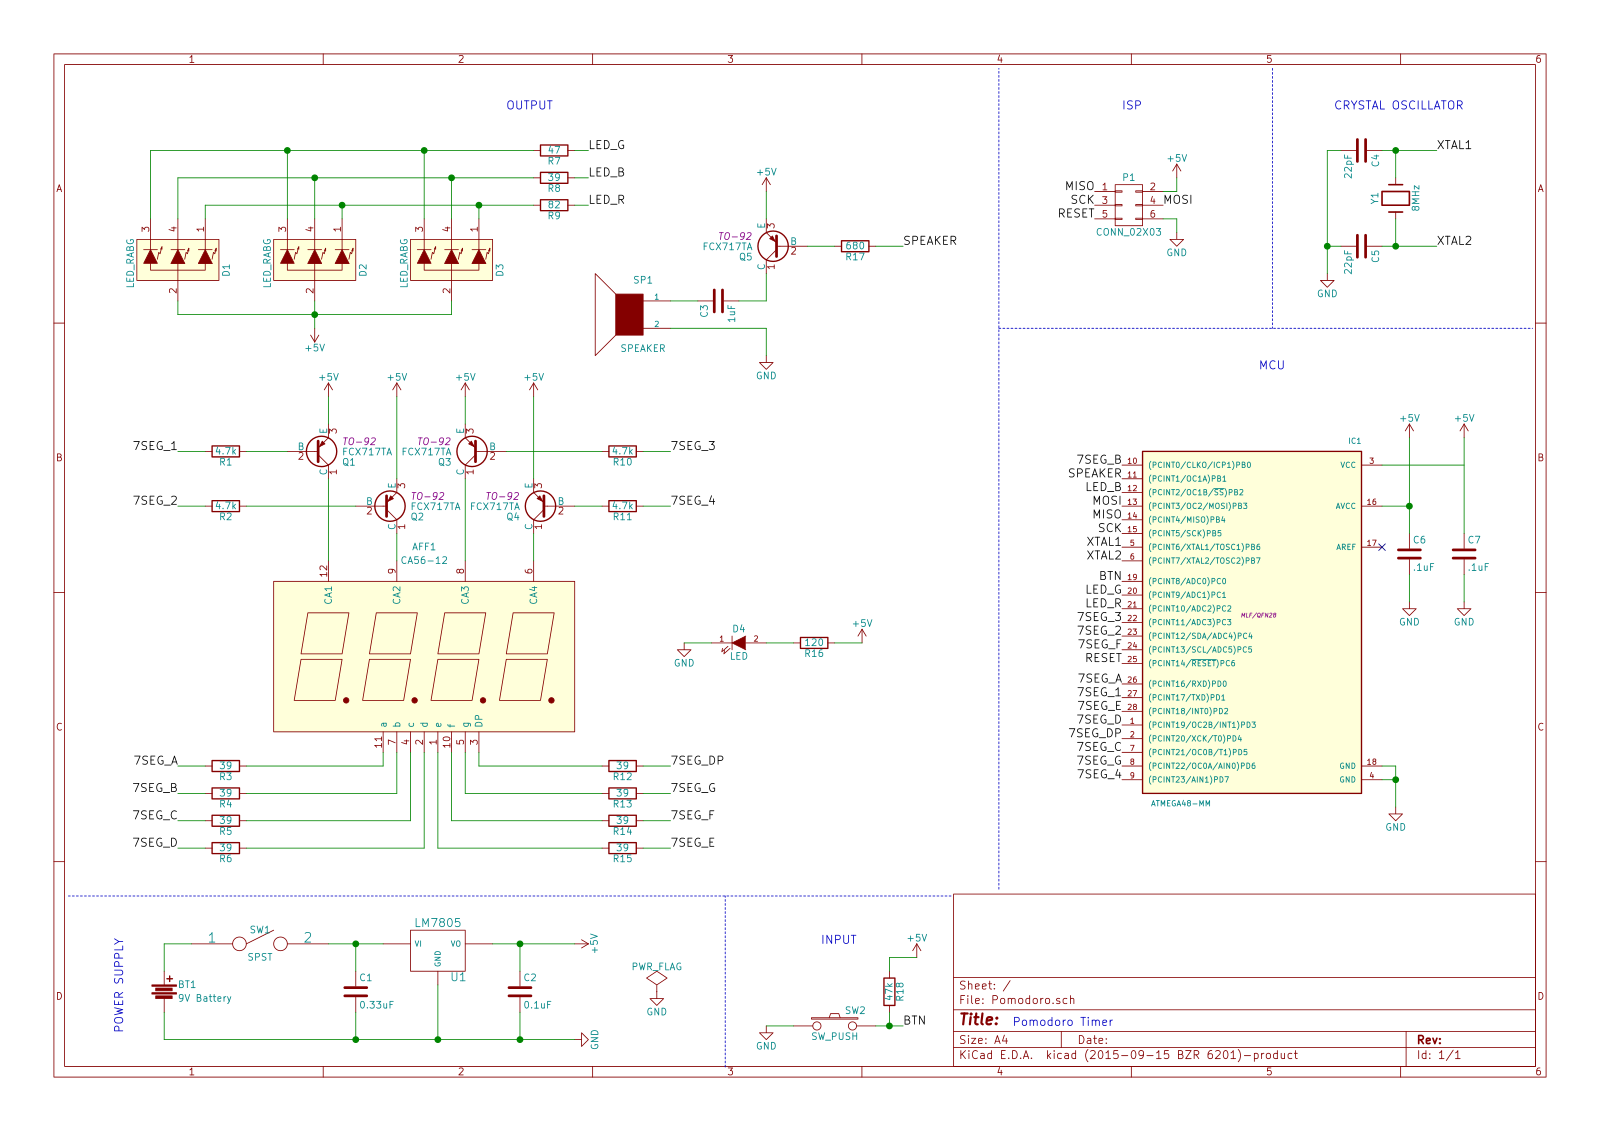 1 2 3 4 5 6
A
B
C
D
OUTPUT
47
R7
LED_G
39
R8
LED_B
82
R9
LED_R
3 4 1
LED_RABG
D1
2
3 4 1
LED_RABG
D2
2
3 4 1
LED_RABG
D3
2
+5V
+5V
E
3
TO-92
FCX717TA
Q5
B
2
C
1
680
R17
SPEAKER
SP1
1
2
SPEAKER
C3
1uF
GND
+5V
+5V
+5V
+5V
7SEG_1
4.7k
R1
B
2
E
3
C
1
TO-92
FCX717TA
Q1
TO-92
FCX717TA
Q3
E
3
B
2
C
1
4.7k
R10
7SEG_3
7SEG_2
4.7k
R2
B
2
E
3
C
1
TO-92
FCX717TA
Q2
TO-92
FCX717TA
Q4
E
3
B
2
C
1
4.7k
R11
7SEG_4
AFF1
CA56-12
12
9
8
6
CA1
CA2
CA3
CA4
a
b
c
d
e
f
g
DP
11
7
4
2
1
10
5
3
7SEG_A
39
R3
7SEG_B
39
R4
7SEG_C
39
R5
7SEG_D
39
R6
39
R12
7SEG_DP
39
R13
7SEG_G
39
R14
7SEG_F
39
R15
7SEG_E
GND
1
D4
2
LED
120
R16
+5V
ISP
P1
MISO 1
SCK 3
RESET 5
2
4 MOSI
6
+5V
GND
CONN_02X03
CRYSTAL OSCILLATOR
22pF
C4
XTAL1
Y1
8MHz
22pF
C5
XTAL2
GND
MCU
IC1
7SEG_B 10 (PCINT0/CLKO/ICP1)PB0
SPEAKER 11 (PCINT1/OC1A)PB1
LED_B 12 (PCINT2/OC1B/SS)PB2
MOSI 13 (PCINT3/OC2/MOSI)PB3
MISO 14 (PCINT4/MISO)PB4
SCK 15 (PCINT5/SCK)PB5
XTAL1 5 (PCINT6/XTAL1/TOSC1)PB6
XTAL2 6 (PCINT7/XTAL2/TOSC2)PB7
BTN 19 (PCINT8/ADC0)PC0
LED_G 20 (PCINT9/ADC1)PC1
LED_R 21 (PCINT10/ADC2)PC2
7SEG_3 22 (PCINT11/ADC3)PC3
7SEG_2 23 (PCINT12/SDA/ADC4)PC4
7SEG_F 24 (PCINT13/SCL/ADC5)PC5
RESET 25 (PCINT14/RESET)PC6
7SEG_A 26 (PCINT16/RXD)PD0
7SEG_1 27 (PCINT17/TXD)PD1
7SEG_E 28 (PCINT18/INT0)PD2
7SEG_D 1 (PCINT19/OC2B/INT1)PD3
7SEG_DP 2 (PCINT20/XCK/T0)PD4
7SEG_C 7 (PCINT21/OC0B/T1)PD5
7SEG_G 8 (PCINT22/OC0A/AIN0)PD6
7SEG_4 9 (PCINT23/AIN1)PD7
MLF/QFN28
VCC 3
AVCC 16
AREF 17
GND 18
GND 4
ATMEGA48-MM
+5V
+5V
C6
.1uF
C7
.1uF
GND
GND
GND
POWER SUPPLY
BT1
9V Battery
1
SW1
2
SPST
C1
0.33uF
LM7805
VI
VO
GND
U1
C2
0.1uF
+5V
GND
PWR_FLAG
GND
INPUT
+5V
47k
R18
SW2
SW_PUSH
BTN
GND
Sheet: /
File: Pomodoro.sch
Title: Pomodoro Timer
Size: A4 Date: Rev:
KiCad E.D.A. kicad (2015-09-15 BZR 6201)-product Id: 1/1
A
B
C
D
1 2 3 4 5 6